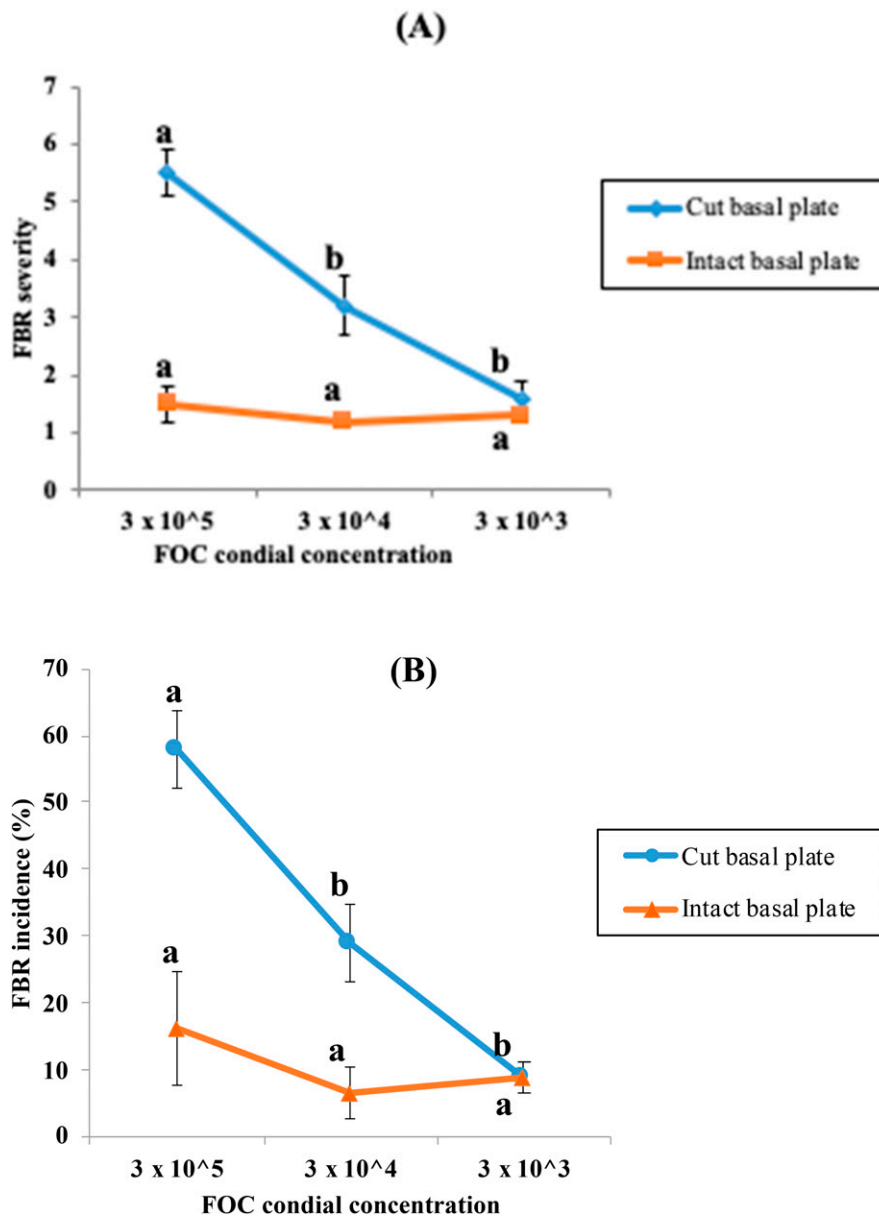 (A)
7
6
5
4
3
2
1
0
FBR severity
a
b
b
a
a
a
3 x 10^5
3 x 10^4
3 x 10^3
FOC condial concentration
Cut basal plate
Intact basal plate
(B)
70
60
50
40
30
20
10
0
FBR incidence (%)
a
b
b
a
a
a
3 x 10^5
3 x 10^4
3 x 10^3
FOC condial concentration
Cut basal plate
Intact basal plate